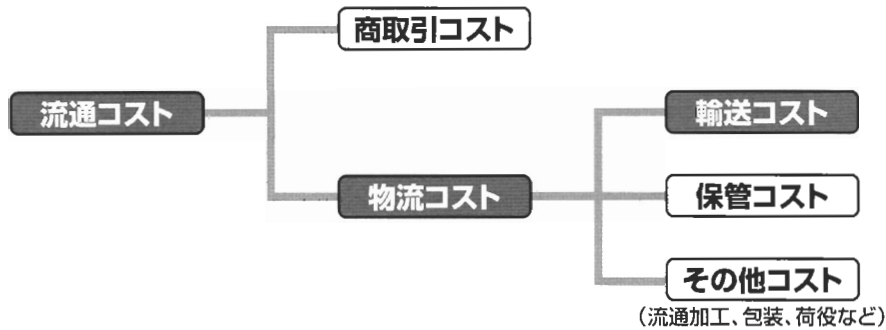 流通コスト
商取引コスト
物流コスト
輸送コスト
保管コスト
その他コスト
（流通加工、包装、荷役など）